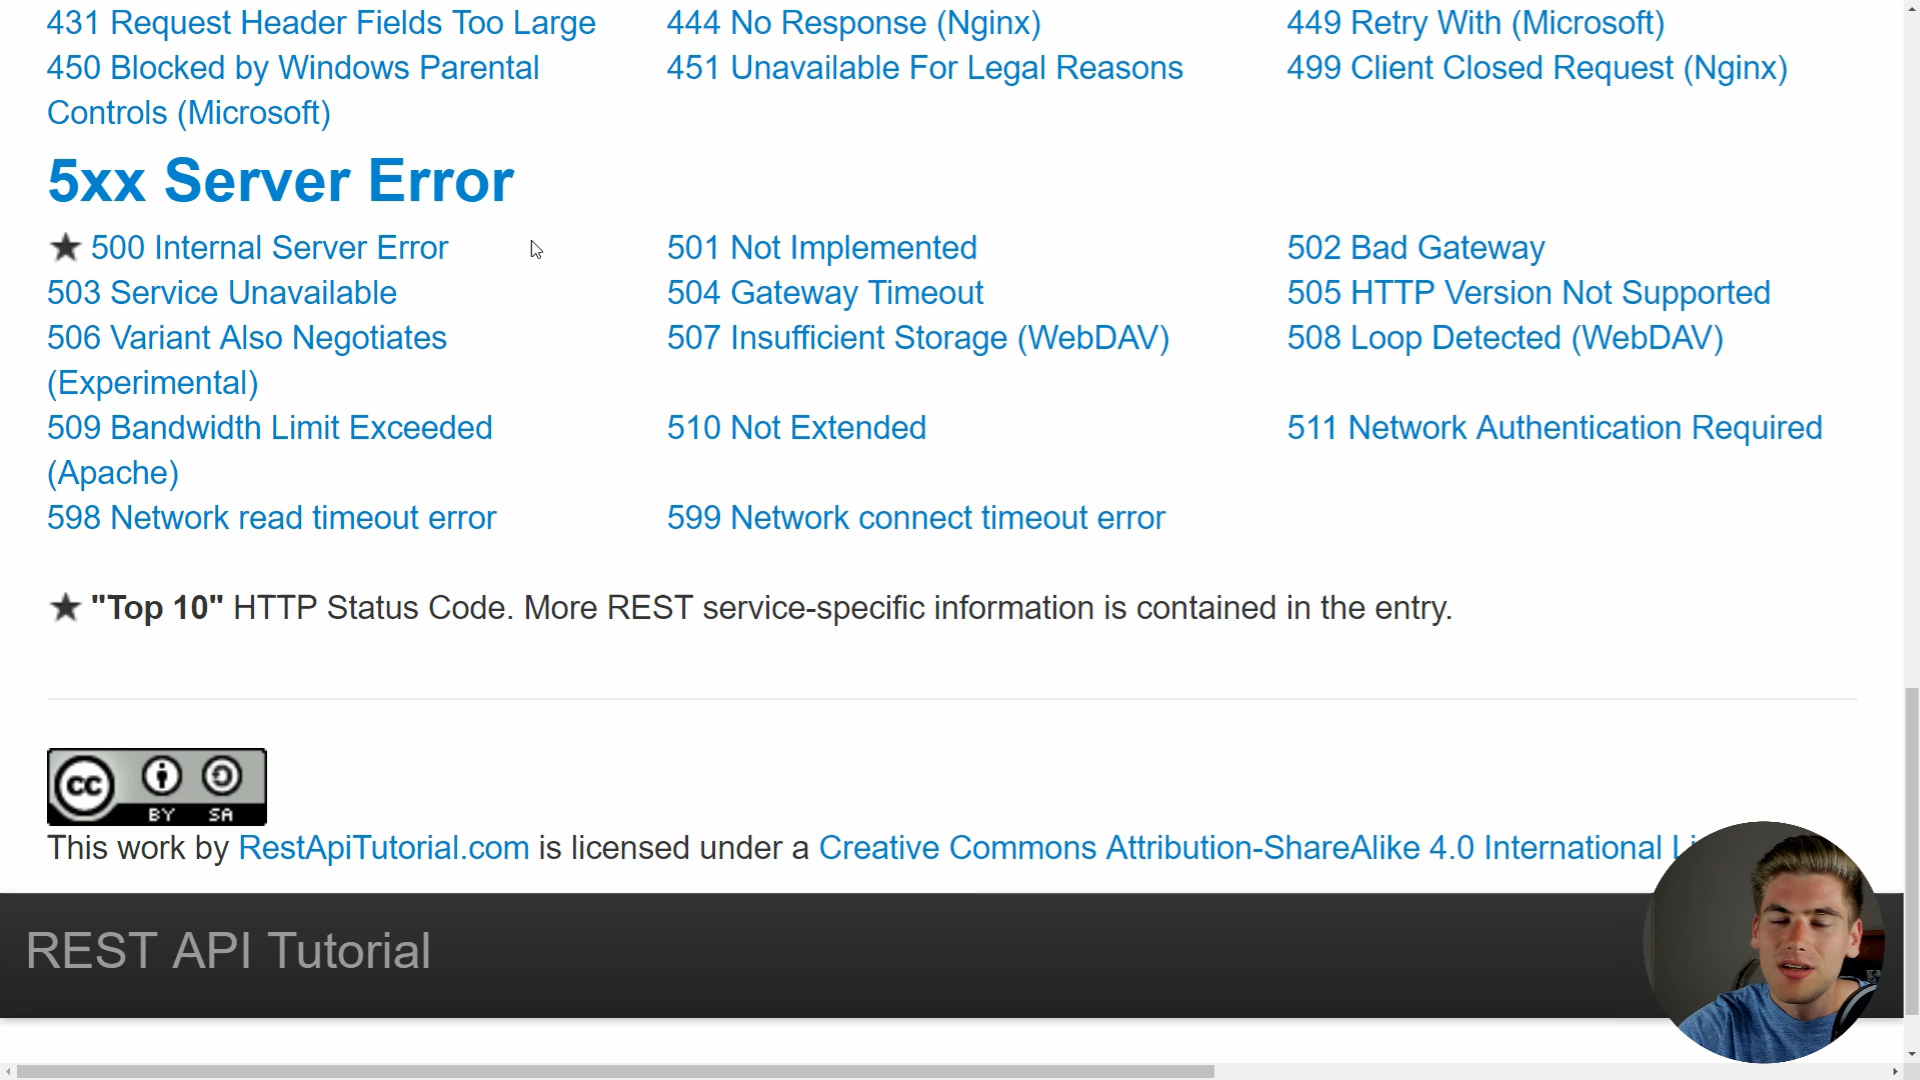 431 Request Header Fields Too Large 444 No Response (Nginx) 449 Retry With (Microsoft)
450 Blocked by Windows Parental 451 Unavailable For Legal Reasons 499 Client Closed Request (Nginx)
Controls (Microsoft)
5xx Server Error
★ 500 Internal Server Error 501 Not Implemented 502 Bad Gateway
503 Service Unavailable 504 Gateway Timeout 505 HTTP Version Not Supported
506 Variant Also Negotiates 507 Insufficient Storage (WebDAV) 508 Loop Detected (WebDAV)
(Experimental)
509 Bandwidth Limit Exceeded 510 Not Extended 511 Network Authentication Required
(Apache)
598 Network read timeout error 599 Network connect timeout error
★ "Top 10" HTTP Status Code. More REST service-specific information is contained in the entry.
cc
BY SA
This work by RestApiTutorial.com is licensed under a Creative Commons Attribution-ShareAlike 4.0 International
REST API Tutorial